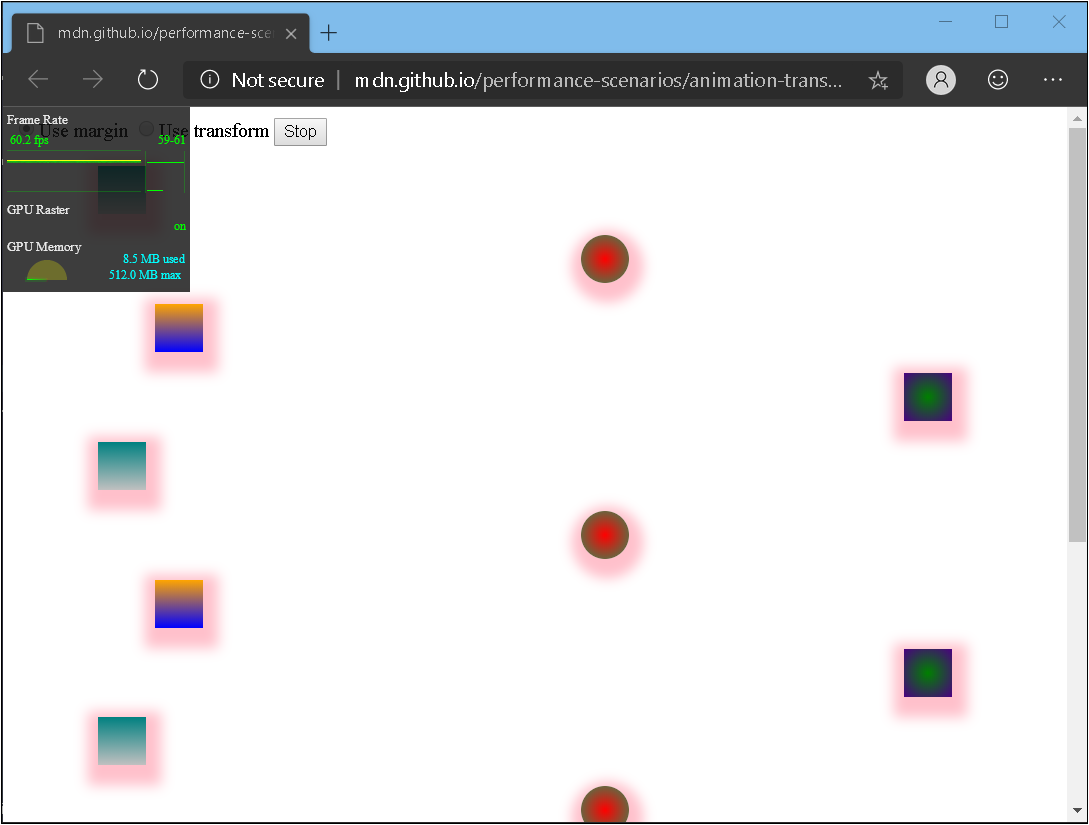 mdn.github.io/performance-scen
Not secure | mdn.github.io/performance-scenarios/animation-trans...
Use margin Use transform Stop
Frame Rate
60.2 fps 59-61
GPU Raster
on
GPU Memory
8.5 MB used
512.0 MB max